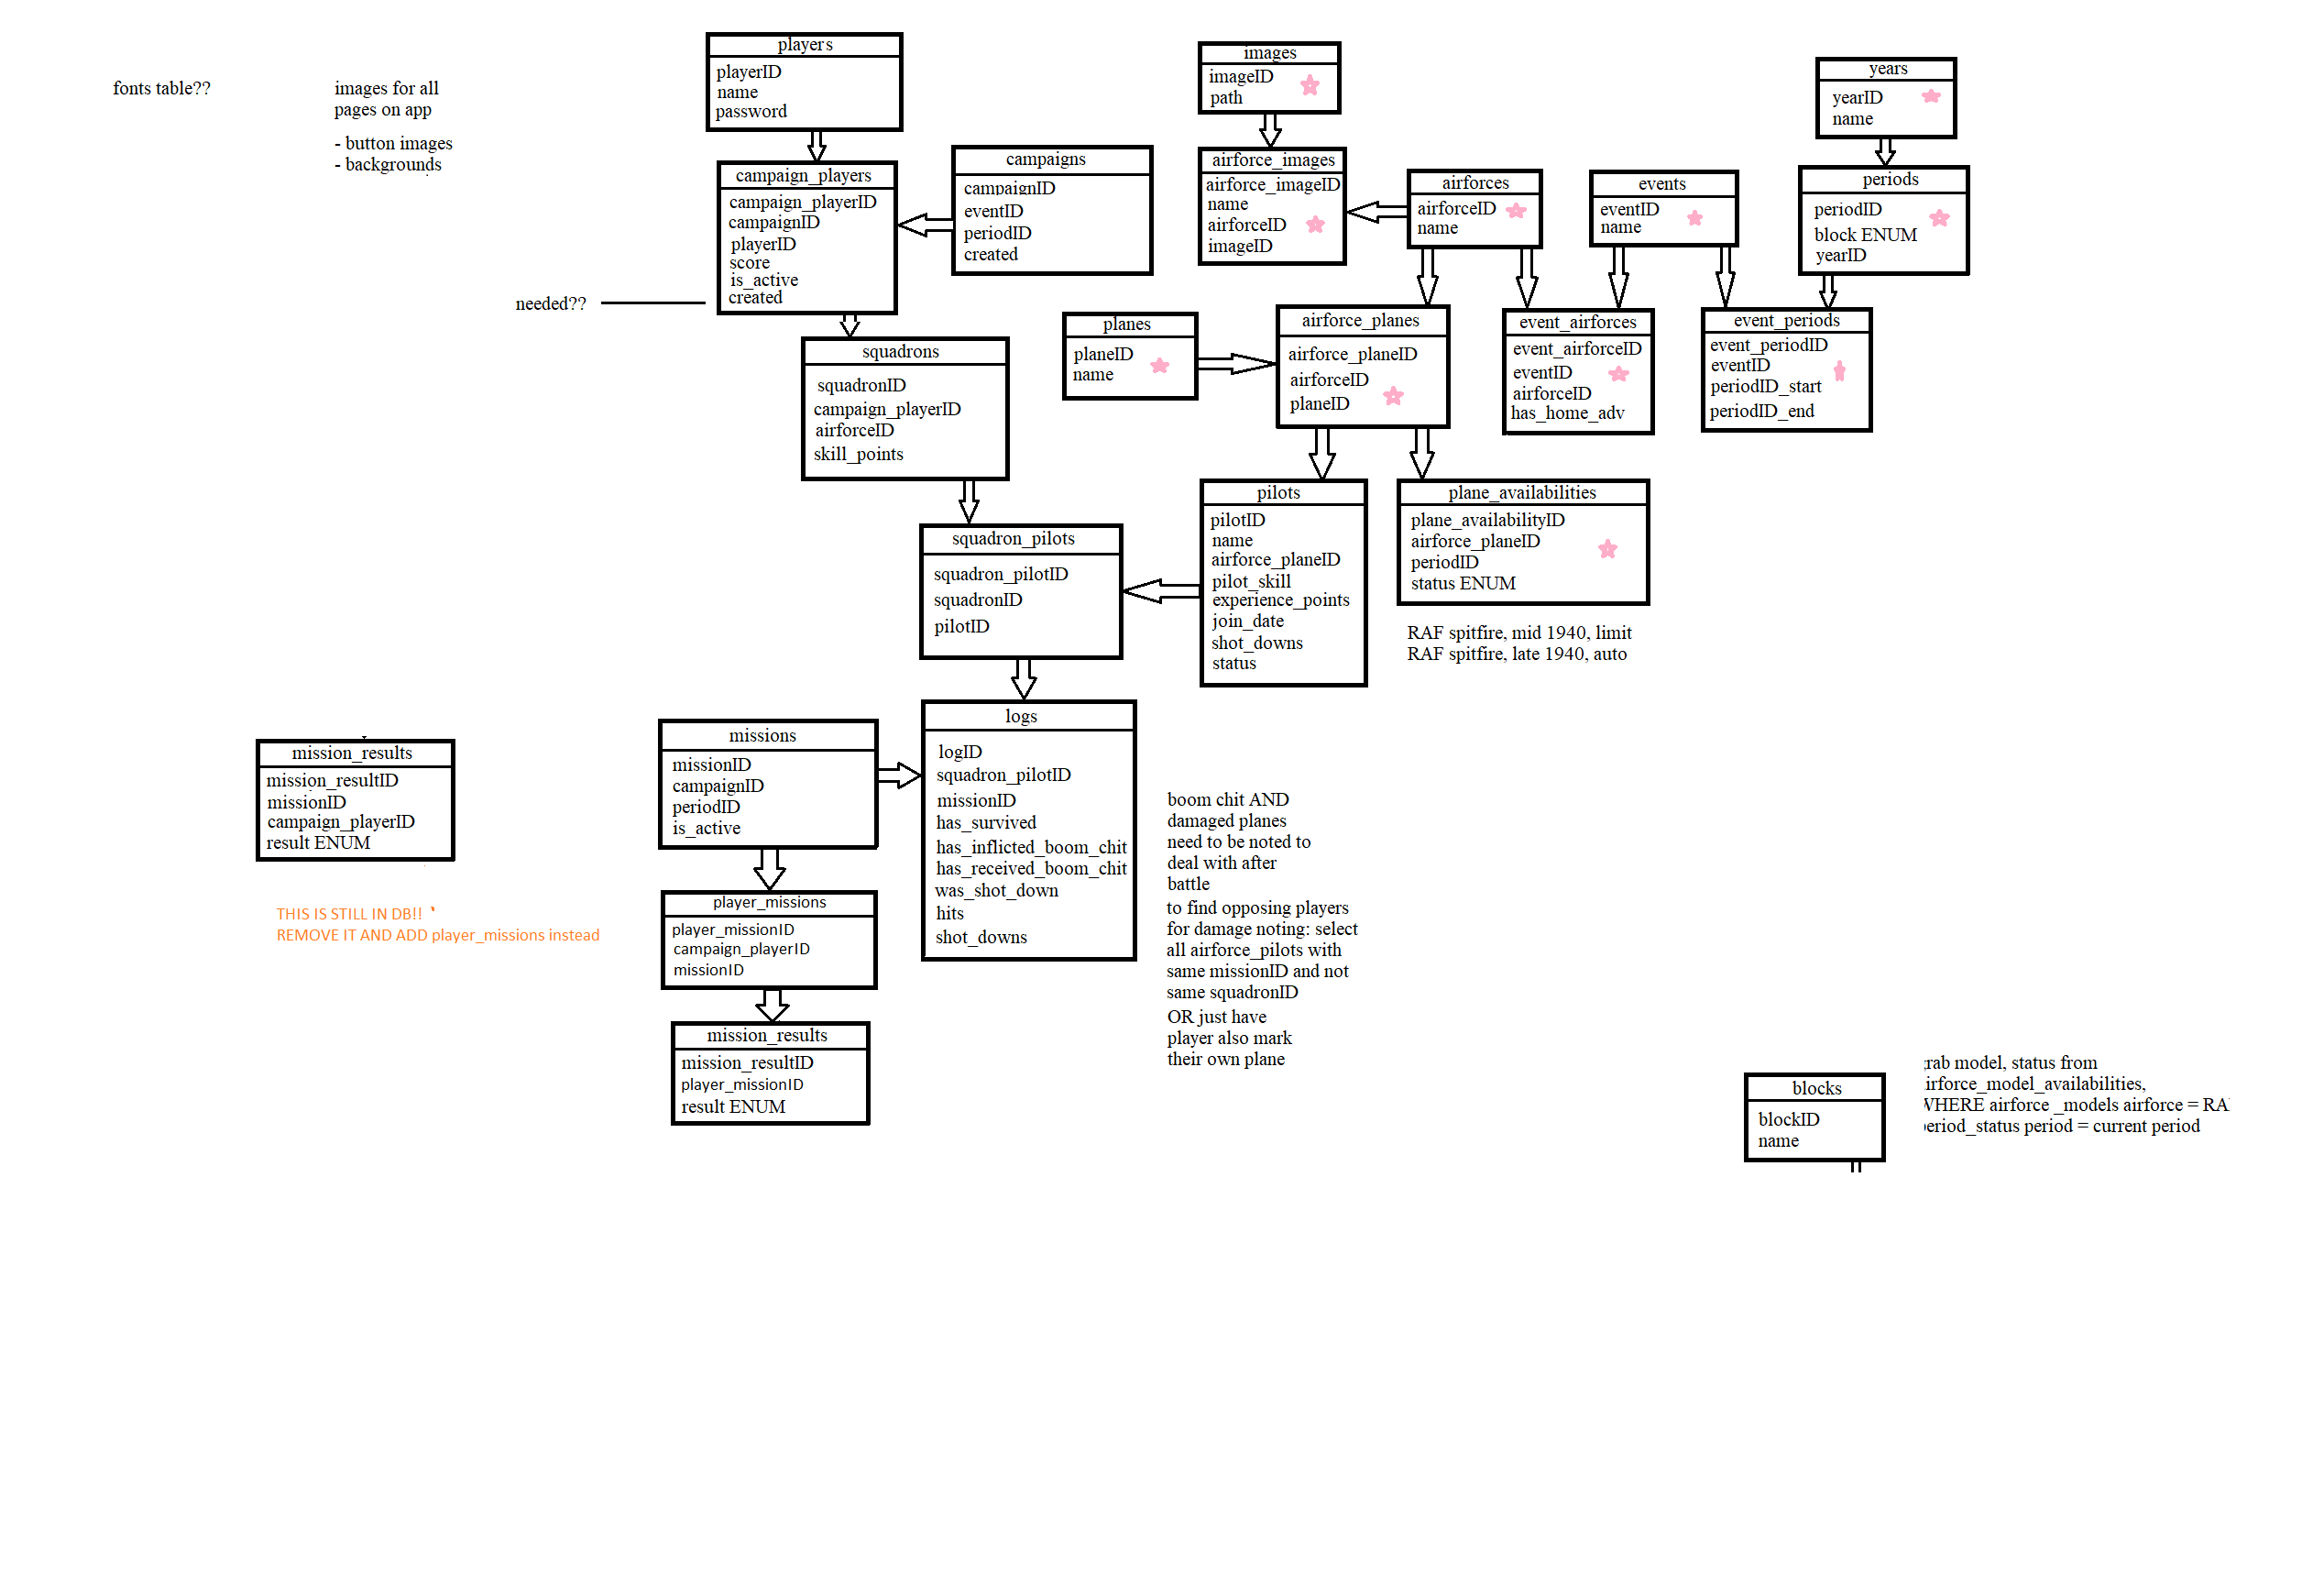 fonts table??
images for all
pages on app
- button images
- backgrounds
players
playerID
name
password
campaign_players
campaign_playerID
campaignID
playerID
score
is_active
created
needed??
campaigns
campaignID
eventID
periodID
created
images
imageID
path
airforce_images
airforce_imageID
name
airforceID
imageID
airforces
airforceID
name
events
eventID
name
years
yearID
name
periods
periodID
block ENUM
yearID
squadrons
squadronID
campaign_playerID
airforceID
skill_points
planes
planeID
name
airforce_planes
airforce_planeID
airforceID
planeID
event_airforces
event_airforceID
eventID
airforceID
has_home_adv
event_periods
event_periodID
eventID
periodID_start
periodID_end
squadron_pilots
squadron_pilotID
squadronID
pilotID
pilots
pilotID
name
airforce_planeID
pilot_skill
experience_points
join_date
shot_downs
status
plane_availabilities
plane_availabilityID
airforce_planeID
periodID
status ENUM
RAF spitfire, mid 1940, limit
RAF spitfire, late 1940, auto
mission_results
mission_resultID
missionID
campaign_playerID
result ENUM
THIS IS STILL IN DB!!
REMOVE IT AND ADD player_missions instead
missions
missionID
campaignID
periodID
is_active
logs
logID
squadron_pilotID
missionID
has_survived
has_inflicted_boom_chit
has_received_boom_chit
was_shot_down
hits
shot_downs
boom chit AND
damaged planes
need to be noted to
deal with after
battle
to find opposing players
for damage noting: select
all airforce_pilots with
same missionID and not
same squadronID
OR just have
player also mark
their own plane
player_missions
player_missionID
campaign_playerID
missionID
mission_results
mission_resultID
player_missionID
result ENUM
blocks
blockID
name
model, status from
airforce _models airforce =
period = current period